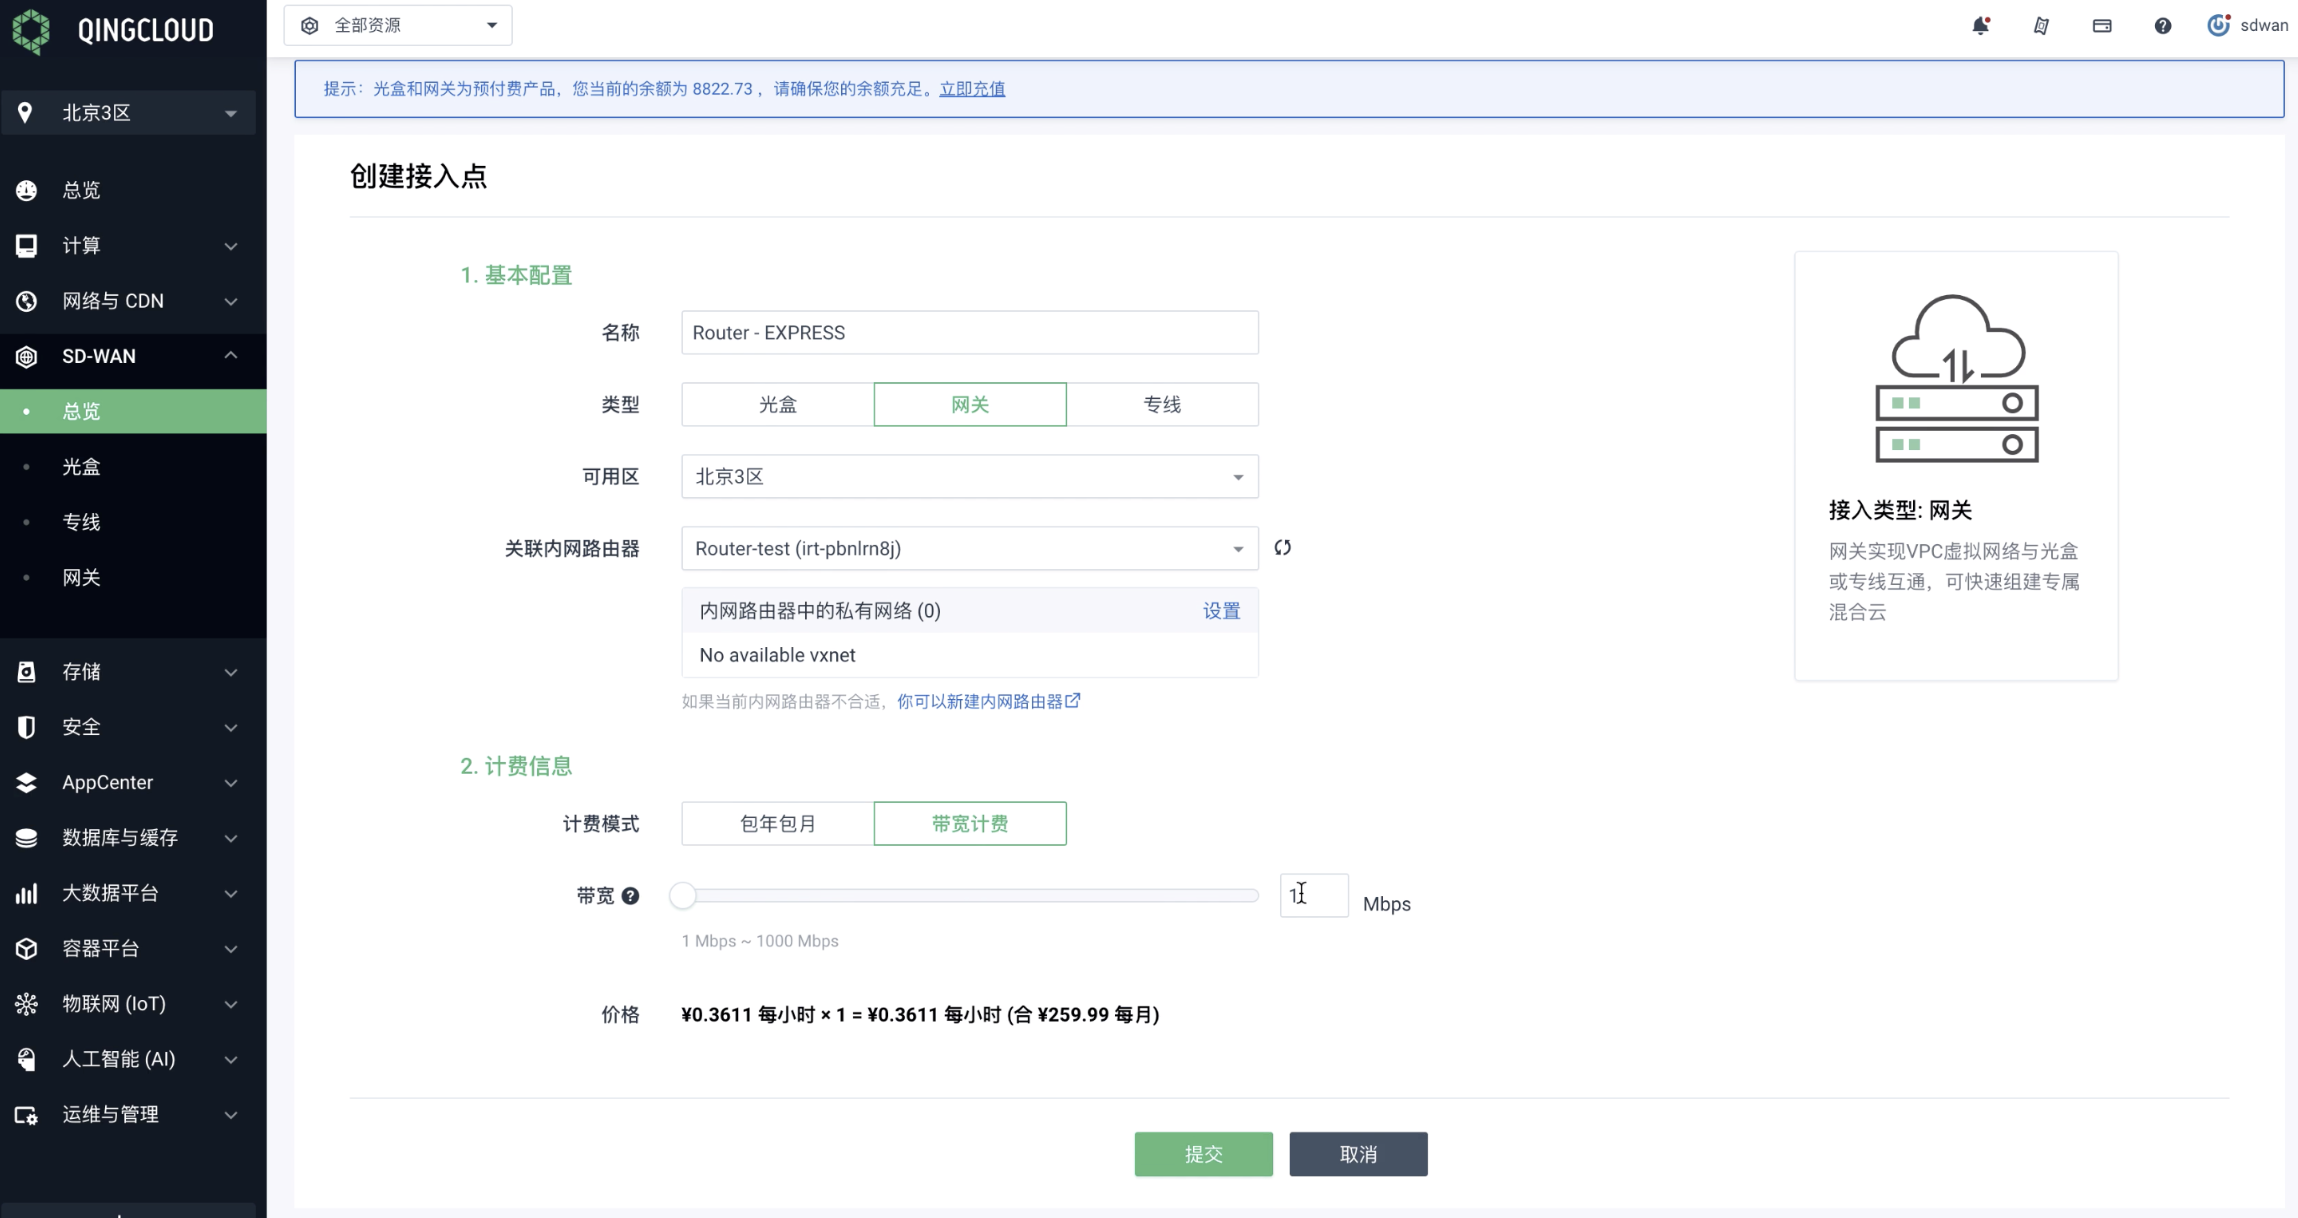 QINGCLOUD
全部资源
sdwan
北京3区
提示：光盒和网关为预付费产品，您当前的余额为 8822.73 ，请确保您的余额充足。立即充值
总览
计算
网络与 CDN
SD-WAN
总览
光盒
专线
网关
存储
安全
AppCenter
数据库与缓存
大数据平台
容器平台
物联网 (IoT)
人工智能 (AI)
运维与管理
创建接入点
1. 基本配置
名称
Router - EXPRESS
类型
光盒
网关
专线
可用区
北京3区
关联内网路由器
Router-test (irt-pbnlrn8j)
内网路由器中的私有网络 (0)
设置
No available vxnet
如果当前内网路由器不合适，你可以新建内网路由器
2. 计费信息
计费模式
包年包月
带宽计费
带宽
1
Mbps
1 Mbps ~ 1000 Mbps
价格
¥0.3611 每小时 × 1 = ¥0.3611 每小时 (合 ¥259.99 每月)
提交
取消
接入类型: 网关
网关实现VPC虚拟网络与光盒
或专线互通，可快速组建专属
混合云